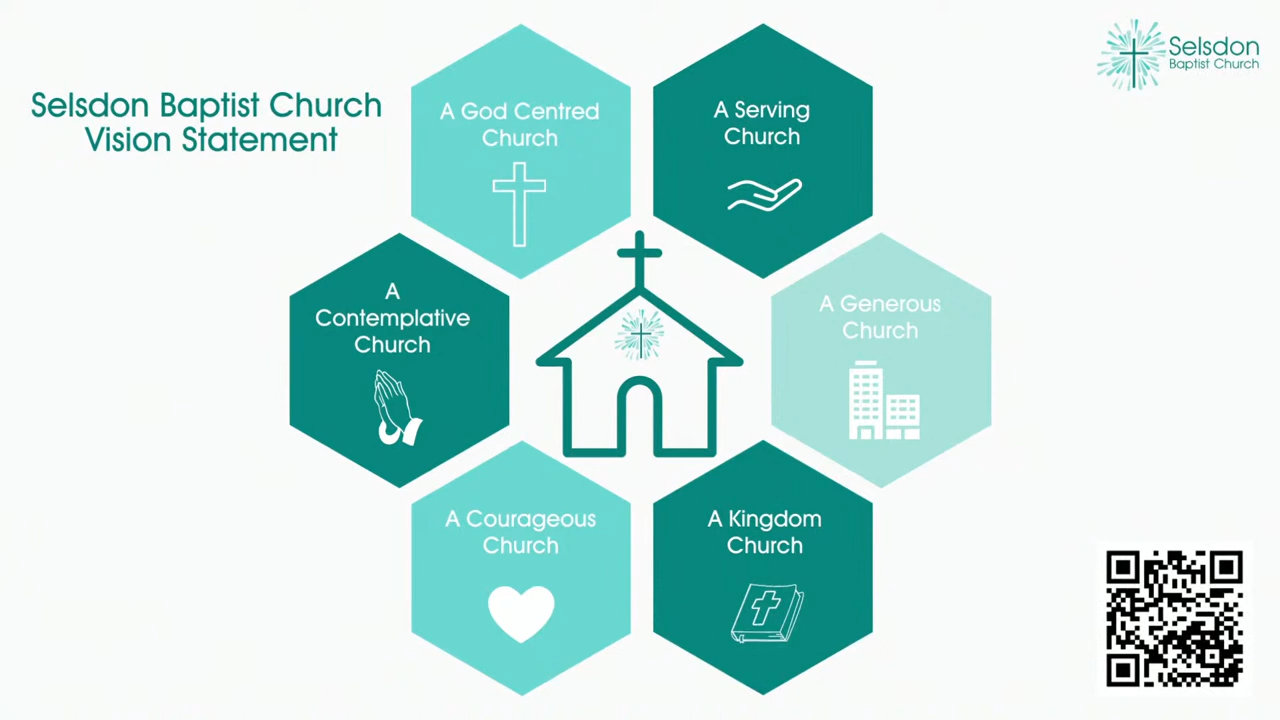 Selsdon Baptist Church
Vision Statement
A God Centred
Church
A Serving
Church
Selsdon
Baptist Church
A
Contemplative
Church
A Generous
Church
A Courageous
Church
A Kingdom
Church